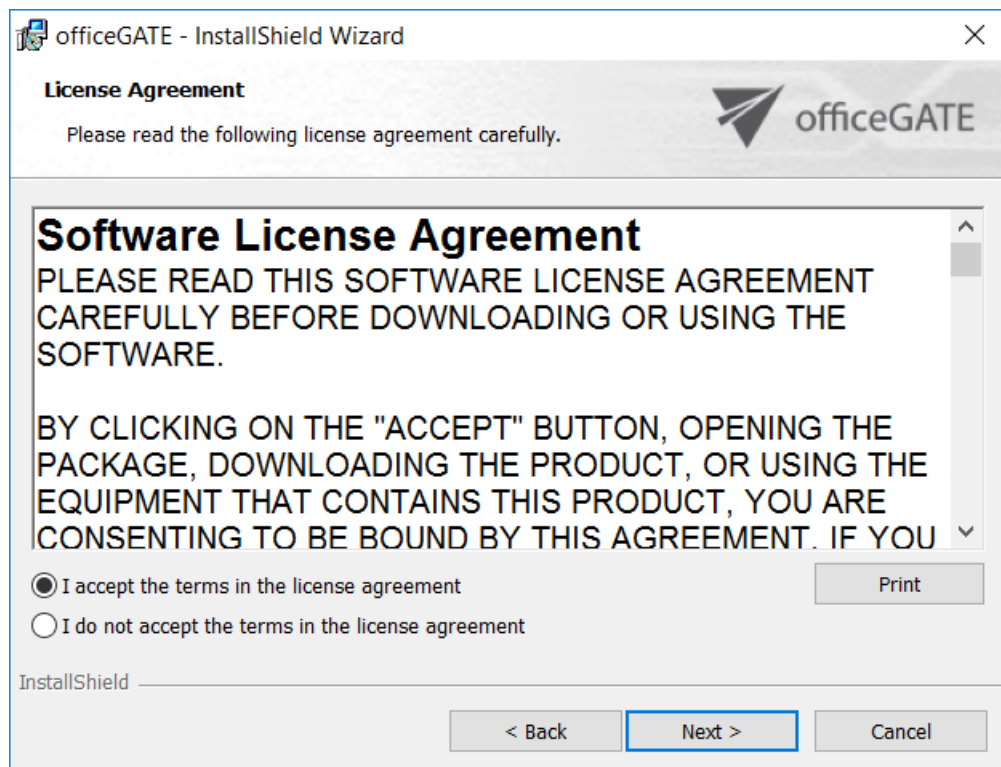 officeGATE - InstallShield Wizard
License Agreement
Please read the following license agreement carefully.
officeGATE
Software License Agreement
PLEASE READ THIS SOFTWARE LICENSE AGREEMENT
CAREFULLY BEFORE DOWNLOADING OR USING THE
SOFTWARE.
BY CLICKING ON THE "ACCEPT" BUTTON, OPENING THE
PACKAGE, DOWNLOADING THE PRODUCT, OR USING THE
EQUIPMENT THAT CONTAINS THIS PRODUCT, YOU ARE
CONSENTING TO BE BOUND BY THIS AGREEMENT. IF YOU
I accept the terms in the license agreement
Print
I do not accept the terms in the license agreement
InstallShield
< Back
Next >
Cancel